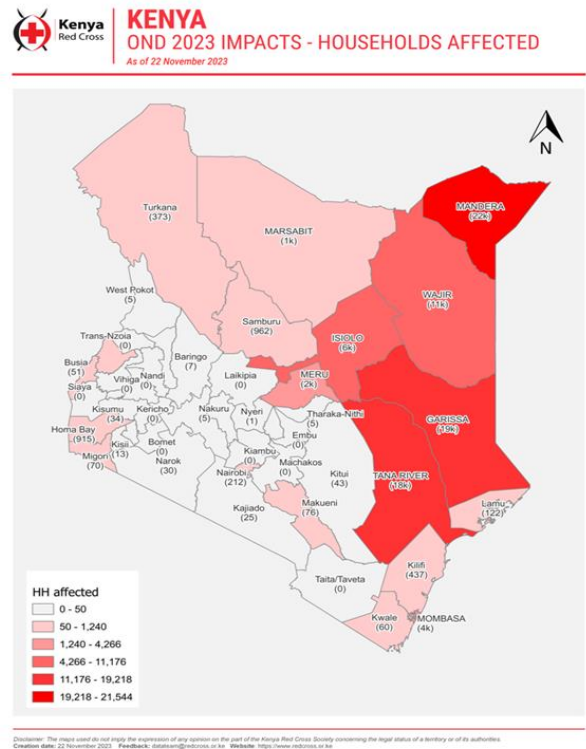 Kenya
Red Cross
KENYA
OND 2023 IMPACTS - HOUSEHOLDS AFFECTED
As of 22 November 2023
N
Turkana
(373)
MARSABIT
(1k)
MANDERA
(22k)
WAJIR
(11k)
West Pokot
(5)
Samburu
(962)
ISIOLO
(6k)
Trans-Nzoia
(0)
Busia
(51)
Siaya
(0)
Vihiga
(0)
Nandi
(0)
Baringo
(7)
Laikipia
(0)
MERU
(2k)
Kisumu
(34)
Kericho
(0)
Nakuru
(5)
Nyeri
(1)
Tharaka-Nithi
(5)
GARISSA
(19k)
Homa Bay
(915)
Kisii
(13)
Bomet
(0)
Kiambu
(0)
Embu
(0)
Migori
(70)
Narok
(30)
Nairobi
(212)
Machakos
(0)
Kitui
(43)
TANA RIVER
(18k)
Kajiado
(25)
Makueni
(76)
Lamu
(122)
Kilifi
(437)
Taita/Taveta
(0)
Kwale
(60)
MOMBASA
(4k)
HH affected
0 - 50
50 - 1,240
1,240 - 4,266
4,266 - 11,176
11,176 - 19,218
19,218 - 21,544
Disclaimer: The maps used do not imply the expression of any opinion on the part of the Kenya Red Cross Society concerning the legal status of a territory or of its authorities.
Creation date: 22 November 2023 Feedback: datateam@redcross.or.ke Website: https://www.redcross.or.ke